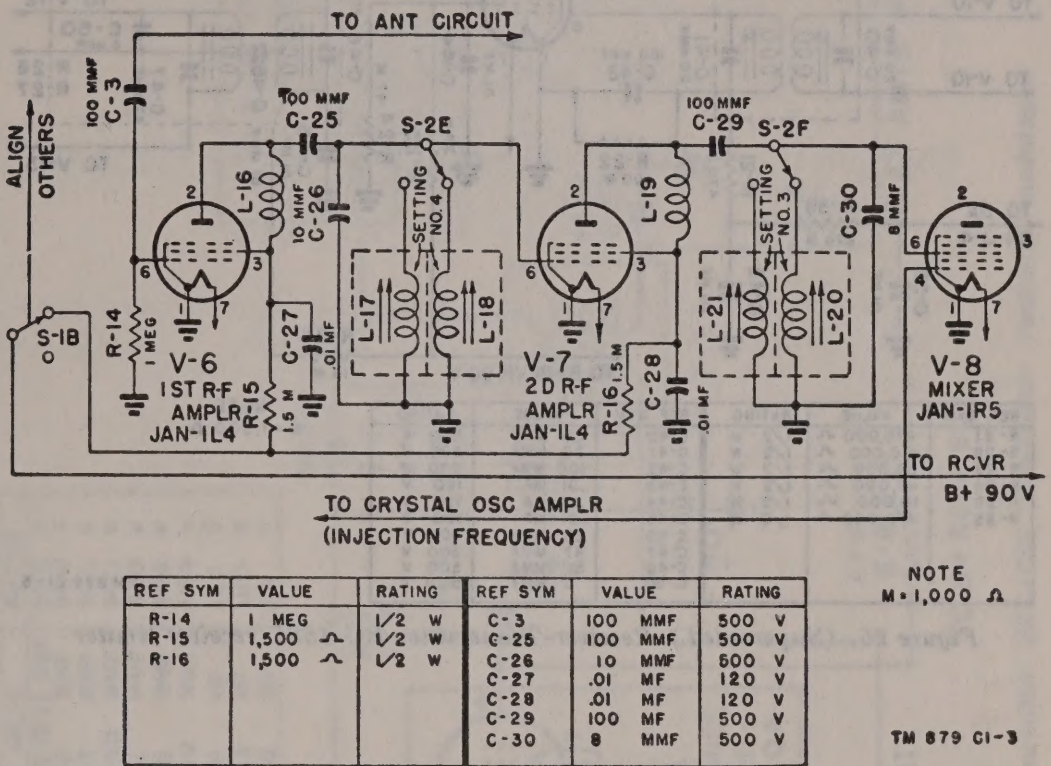 TO ANT CIRCUIT
ALIGN OTHERS
100 MMF
C-3
100 MMF
C-25
S-2E
100 MMF
C-29
S-2F
2
L-16
10 MMF
C-26
SETTING
NO. 4
2
L-19
SETTING
NO. 3
C-30
8 MMF
2
6
3
6
3
6
4
3
1
7
1
7
1
7
S-1B
R-14
1 MEG
C-27
.01 MF
L-17
L-18
L-21
L-20
V-6
1ST R-F
AMPLR
JAN-1L4
R-15
1.5 M
V-7
2D R-F
AMPLR
JAN-1L4
R-16
1.5 M
C-28
.01 MF
V-8
MIXER
JAN-1R5
TO RCVR
B+ 90 V
TO CRYSTAL OSC AMPLR
(INJECTION FREQUENCY)
NOTE
M = 1,000 Ω
REF SYM VALUE RATING REF SYM VALUE RATING
R-14 1 MEG 1/2 W C-3 100 MMF 500 V
R-15 1,500 Ω 1/2 W C-25 100 MMF 500 V
R-16 1,500 Ω 1/2 W C-26 10 MMF 500 V
C-27 .01 MF 120 V
C-28 .01 MF 120 V
C-29 100 MF 500 V
C-30 8 MMF 500 V
TM 879 C1-3